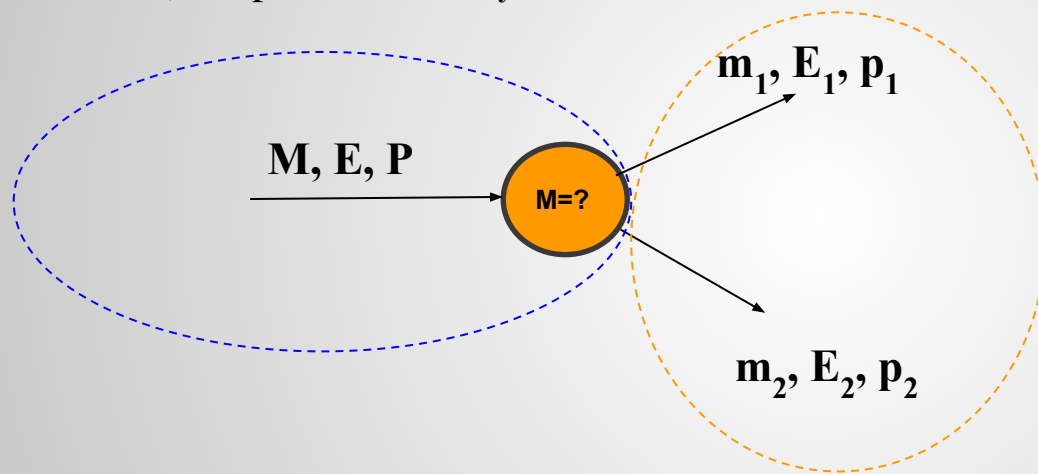 m₁, E₁, p₁
M, E, P
M=?
m₂, E₂, p₂